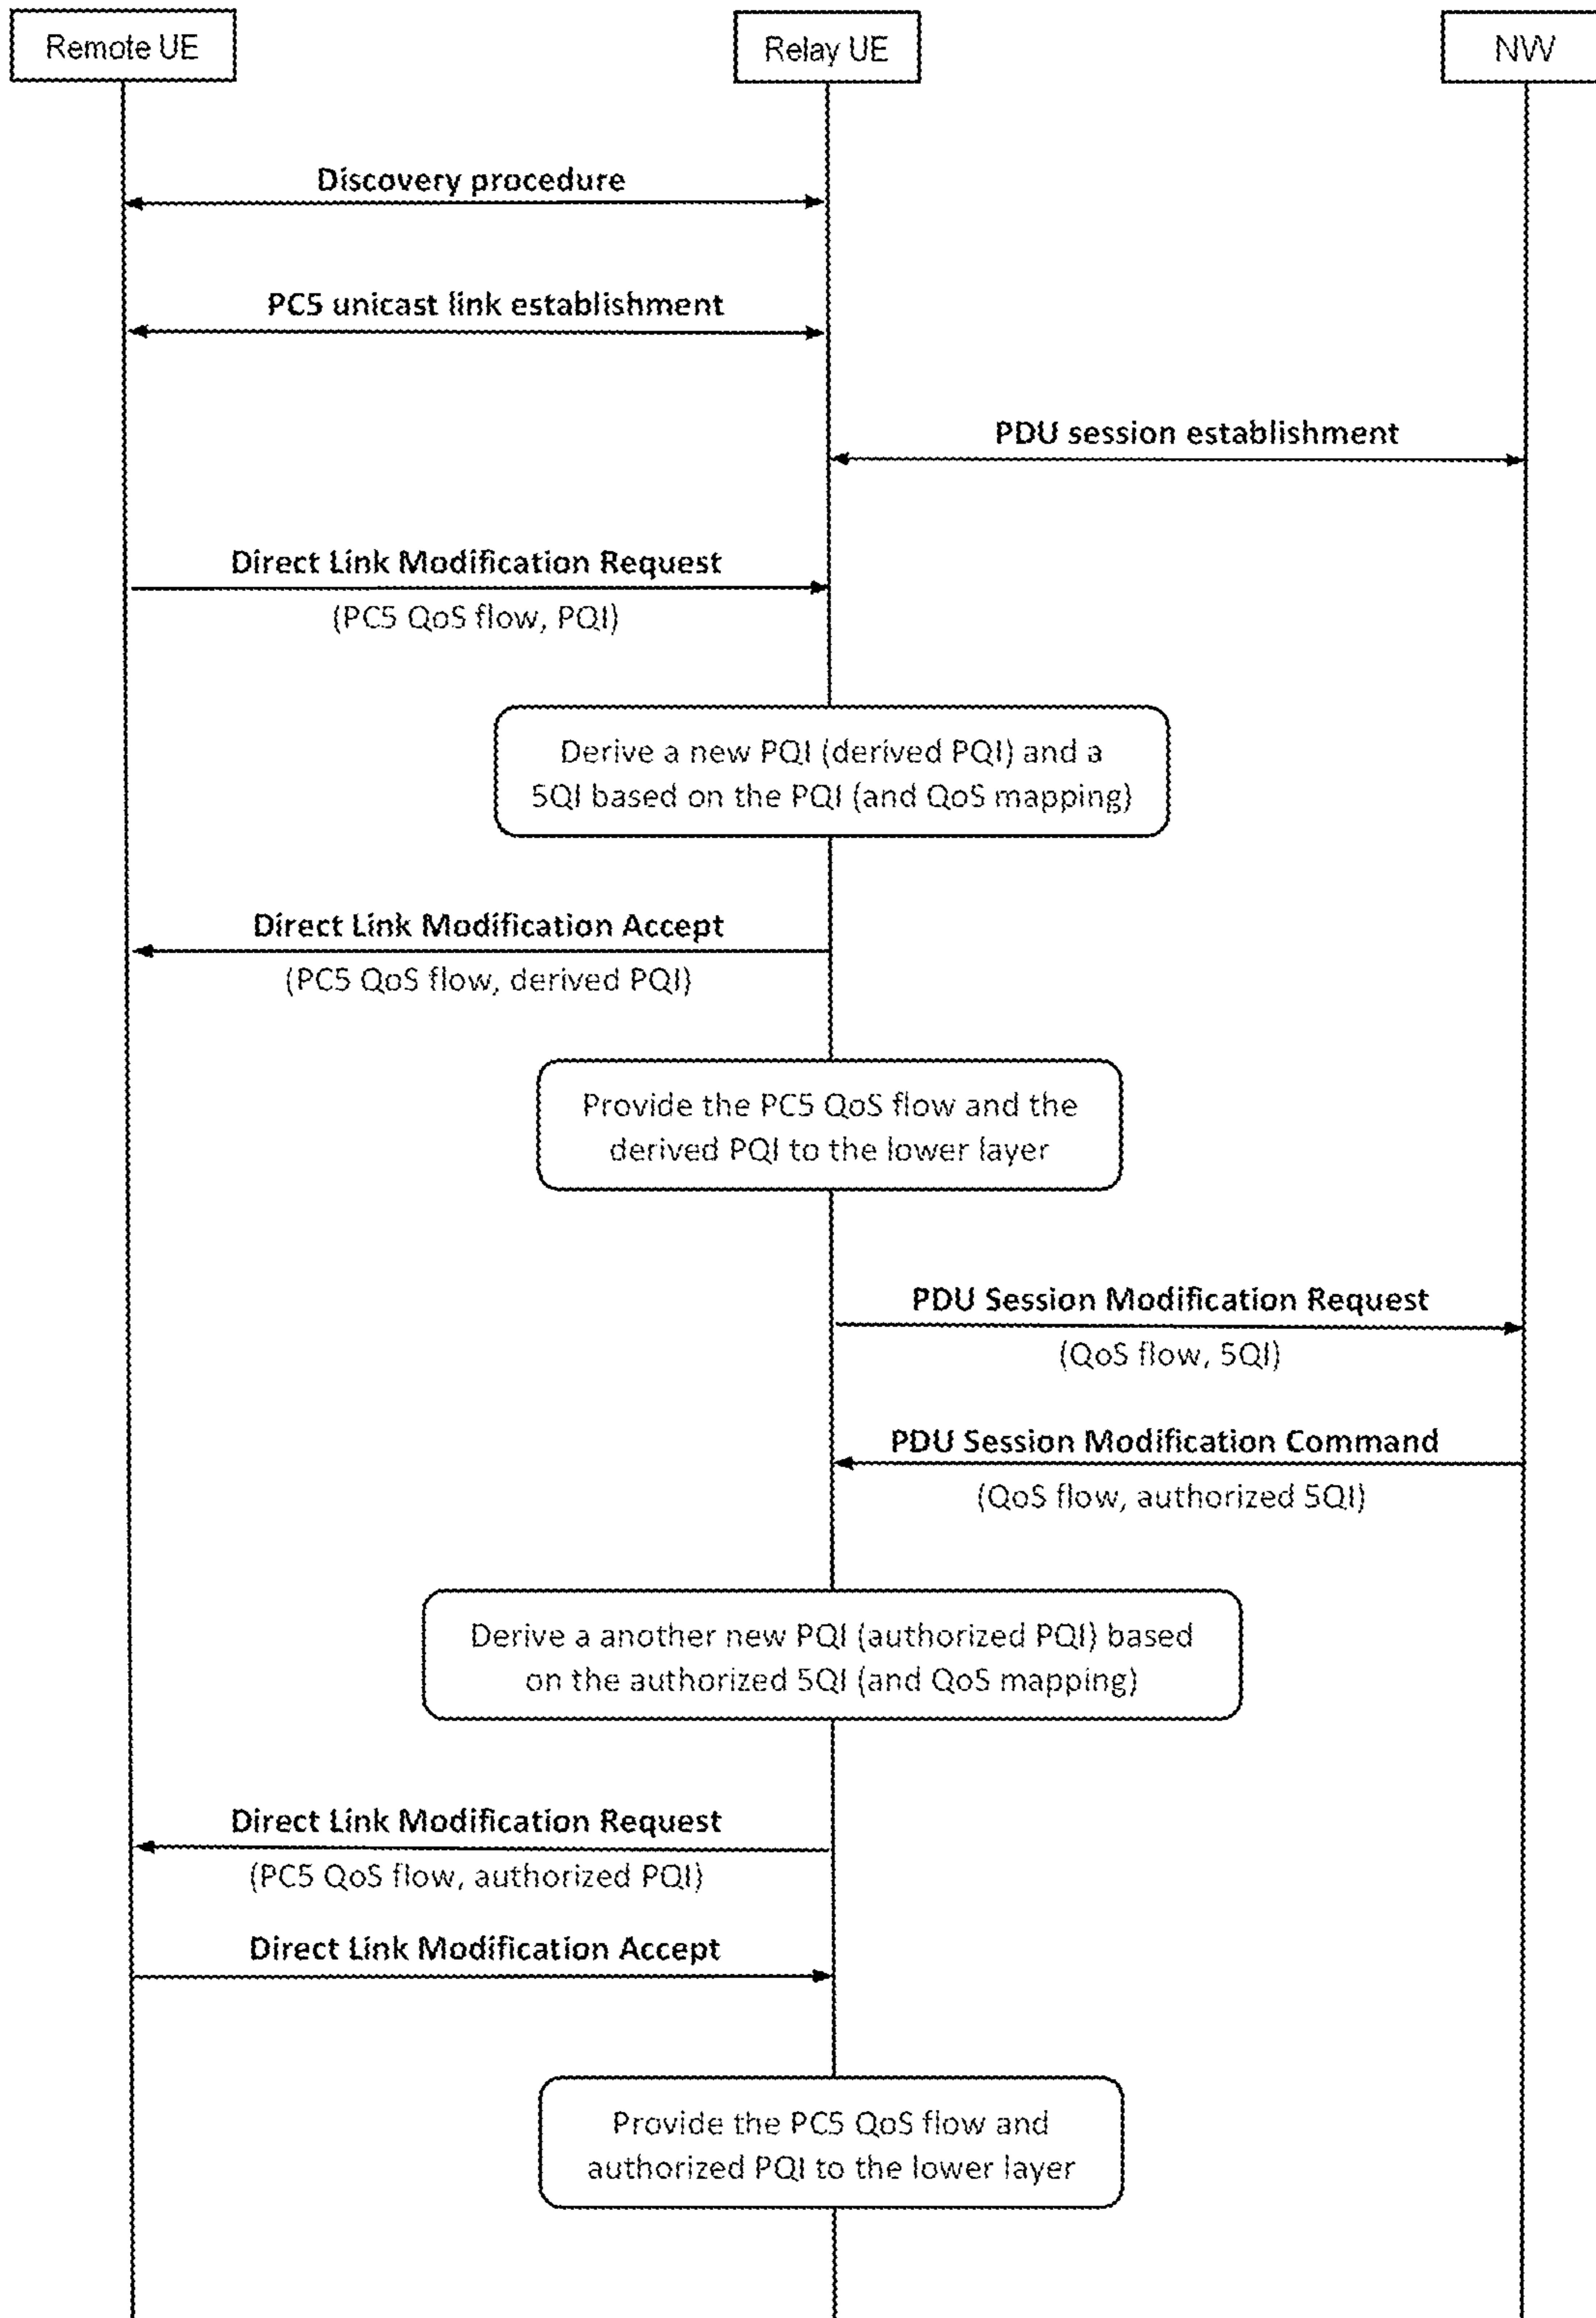 Remote UE
Relay UE
NW
Discovery procedure
PC5 unicast link establishment
PDU session establishment
Direct Link Modification Request
(PC5 QoS flow, PQI)
Derive a new PQI (derived PQI) and a
5QI based on the PQI (and QoS mapping)
Direct Link Modification Accept
(PC5 QoS flow, derived PQI)
Provide the PC5 QoS flow and the
derived PQI to the lower layer
PDU Session Modification Request
(QoS flow, 5QI)
PDU Session Modification Command
(QoS flow, authorized 5QI)
Derive a another new PQI (authorized PQI) based
on the authorized 5QI (and QoS mapping)
Direct Link Modification Request
(PC5 QoS flow, authorized PQI)
Direct Link Modification Accept
Provide the PC5 QoS flow and
authorized PQI to the lower layer